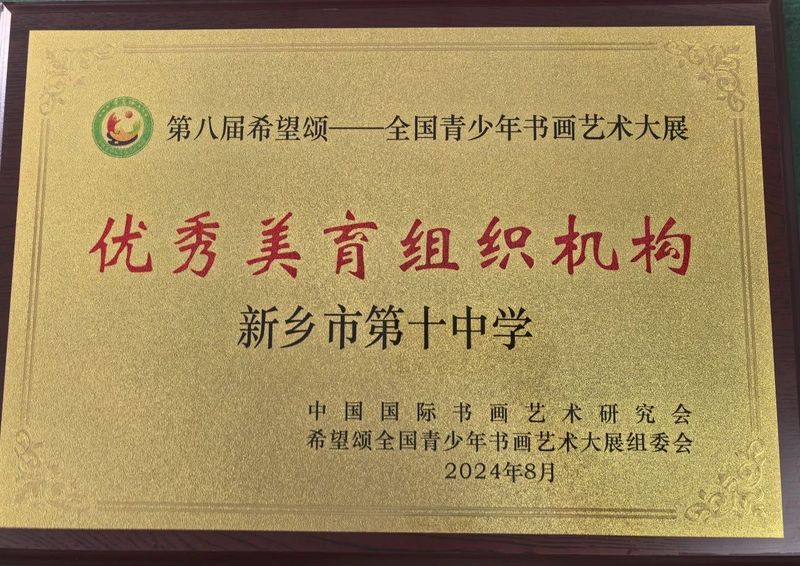 第八届希望颂——全国青少年书画艺术大展
优秀美育组织机构
新乡市第十中学
中国国际书画艺术研究会
希望颂全国青少年书画艺术大展组委会
2024年8月